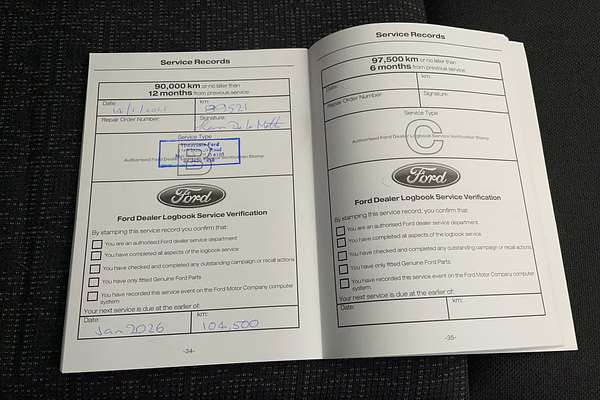 Service Records
90,000 km or no later than
12 months from previous service
Date: km:
Repair Order Number: Signature:
Service Type
B
Authorised Ford Dealer Logbook Service Verification Stamp
Ford
Ford Dealer Logbook Service Verification
By stamping this service record, you confirm that:
You are an authorised Ford dealer service department
You have completed all aspects of the logbook service
You have checked and completed any outstanding campaign or recall actions
You have only fitted Genuine Ford Parts
You have recorded this service event on the Ford Motor Company computer
system.
Your next service is due at the earlier of:
Date: km:
Jan 2026 104,500
-34-
Service Records
97,500 km or no later than
6 months from previous service
Date: km:
Repair Order Number: Signature:
Service Type
C
Authorised Ford Dealer Logbook Service Verification Stamp
Ford
Ford Dealer Logbook Service Verification
By stamping this service record, you confirm that:
You are an authorised Ford dealer service department.
You have completed all aspects of the logbook service
You have checked and completed any outstanding campaign or recall actions
You have only fitted Genuine Ford Parts.
You have recorded this service event on the Ford Motor Company computer
system.
Your next service is due at the earlier of:
Date: km:
-35-